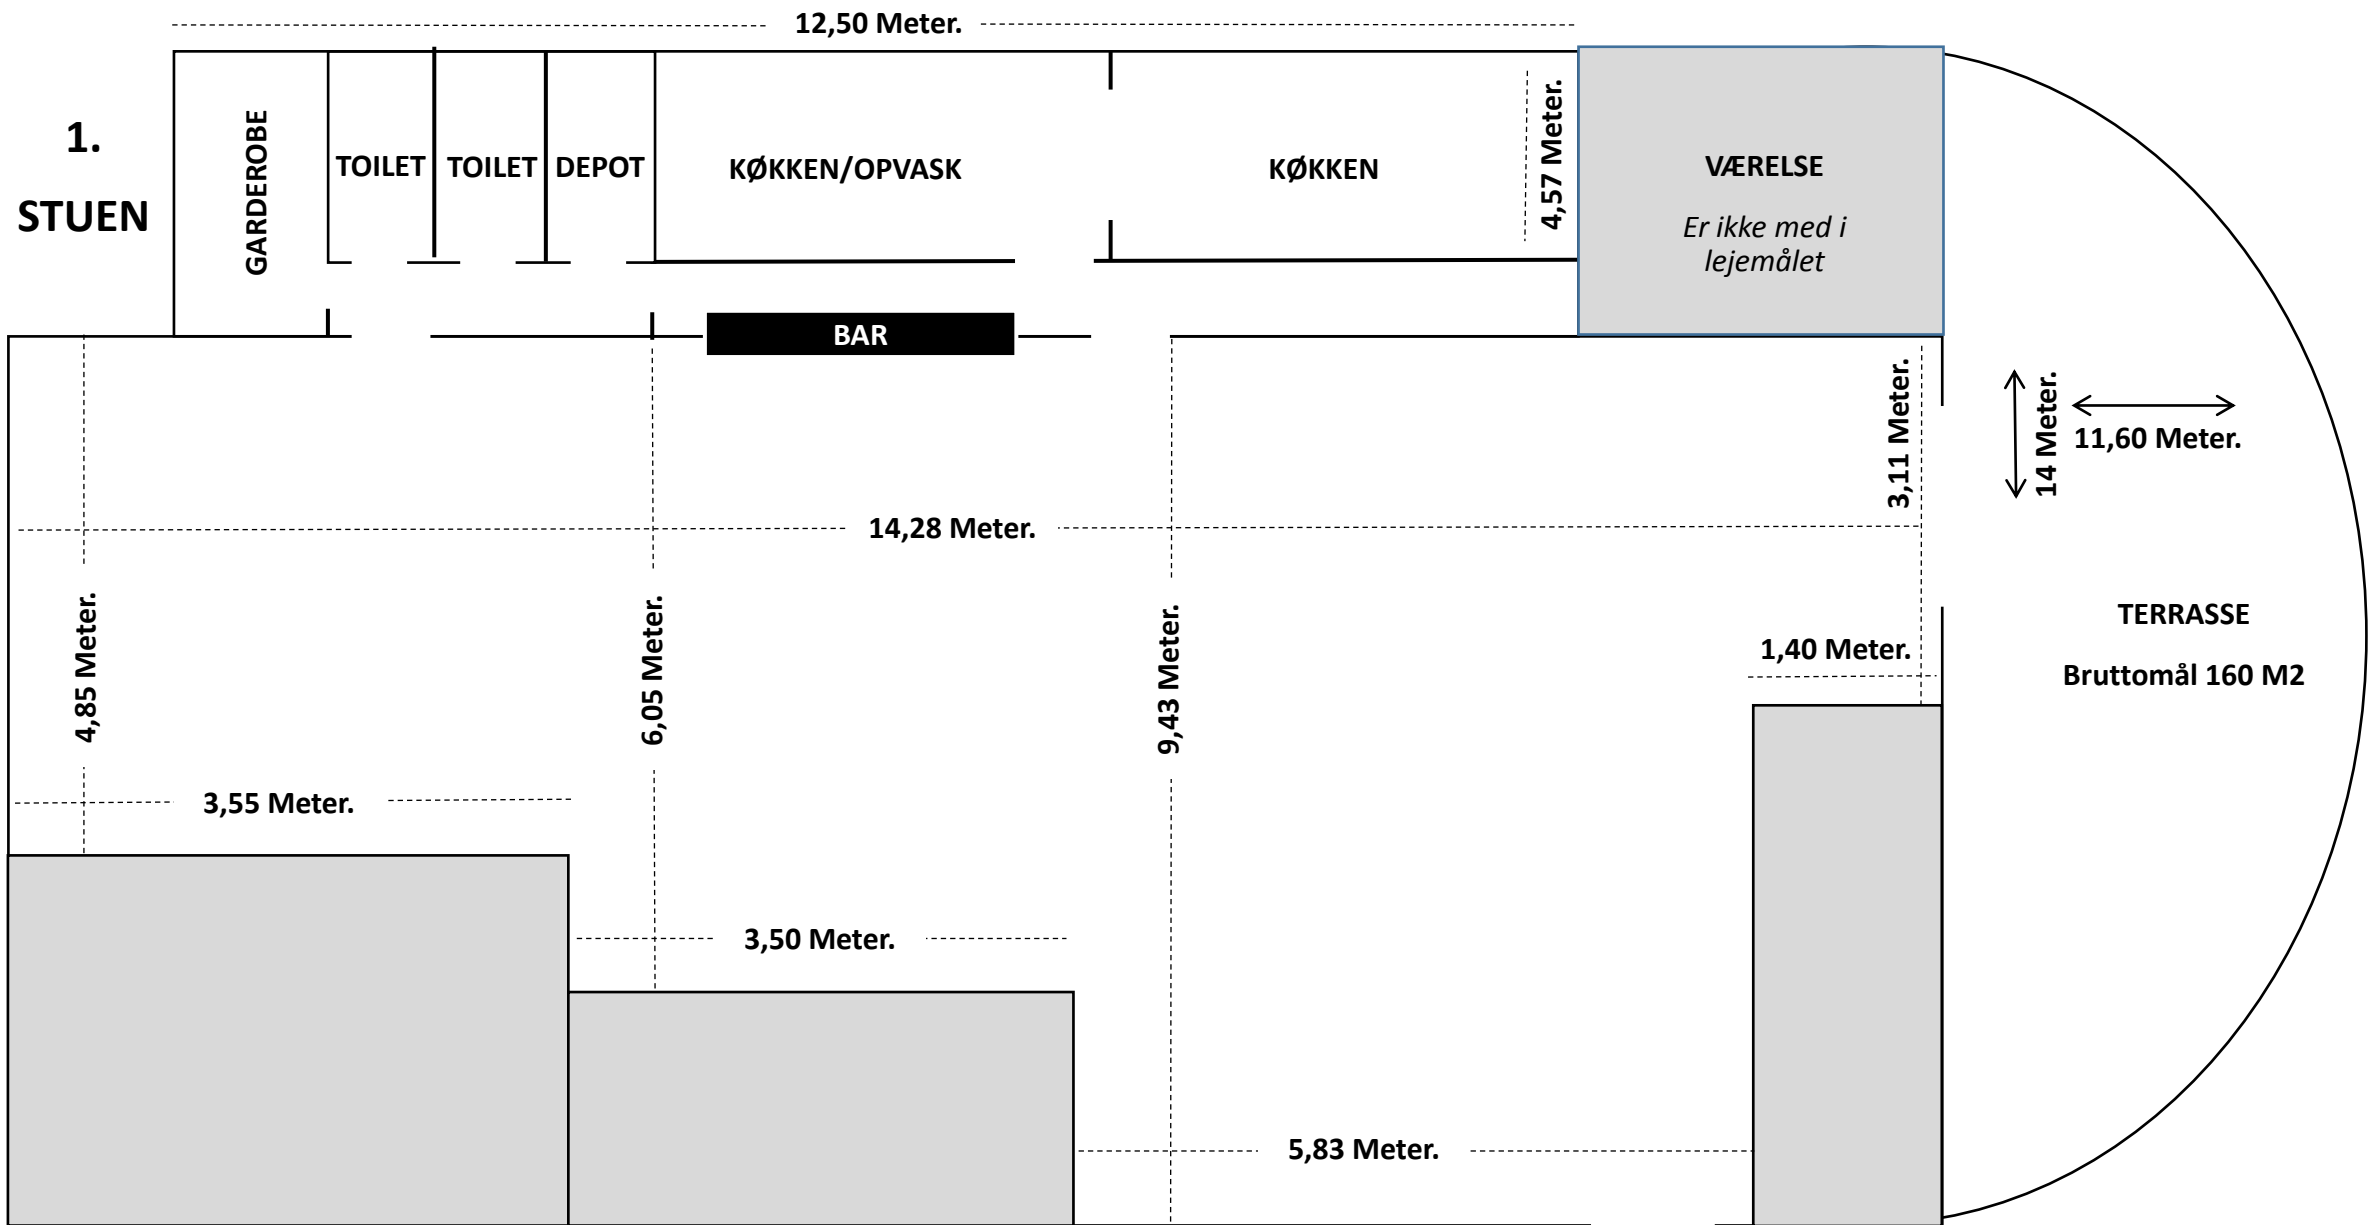 12,50 Meter.
1.
STUEN
GARDEROBE
TOILET
TOILET
DEPOT
KØKKEN/OPVASK
KØKKEN
4,57 Meter.
VÆRELSE
Er ikke med i
lejemålet
BAR
3,11 Meter.
14 Meter.
11,60 Meter.
14,28 Meter.
4,85 Meter.
6,05 Meter.
9,43 Meter.
1,40 Meter.
TERRASSE
Bruttomål 160 M2
3,55 Meter.
3,50 Meter.
5,83 Meter.